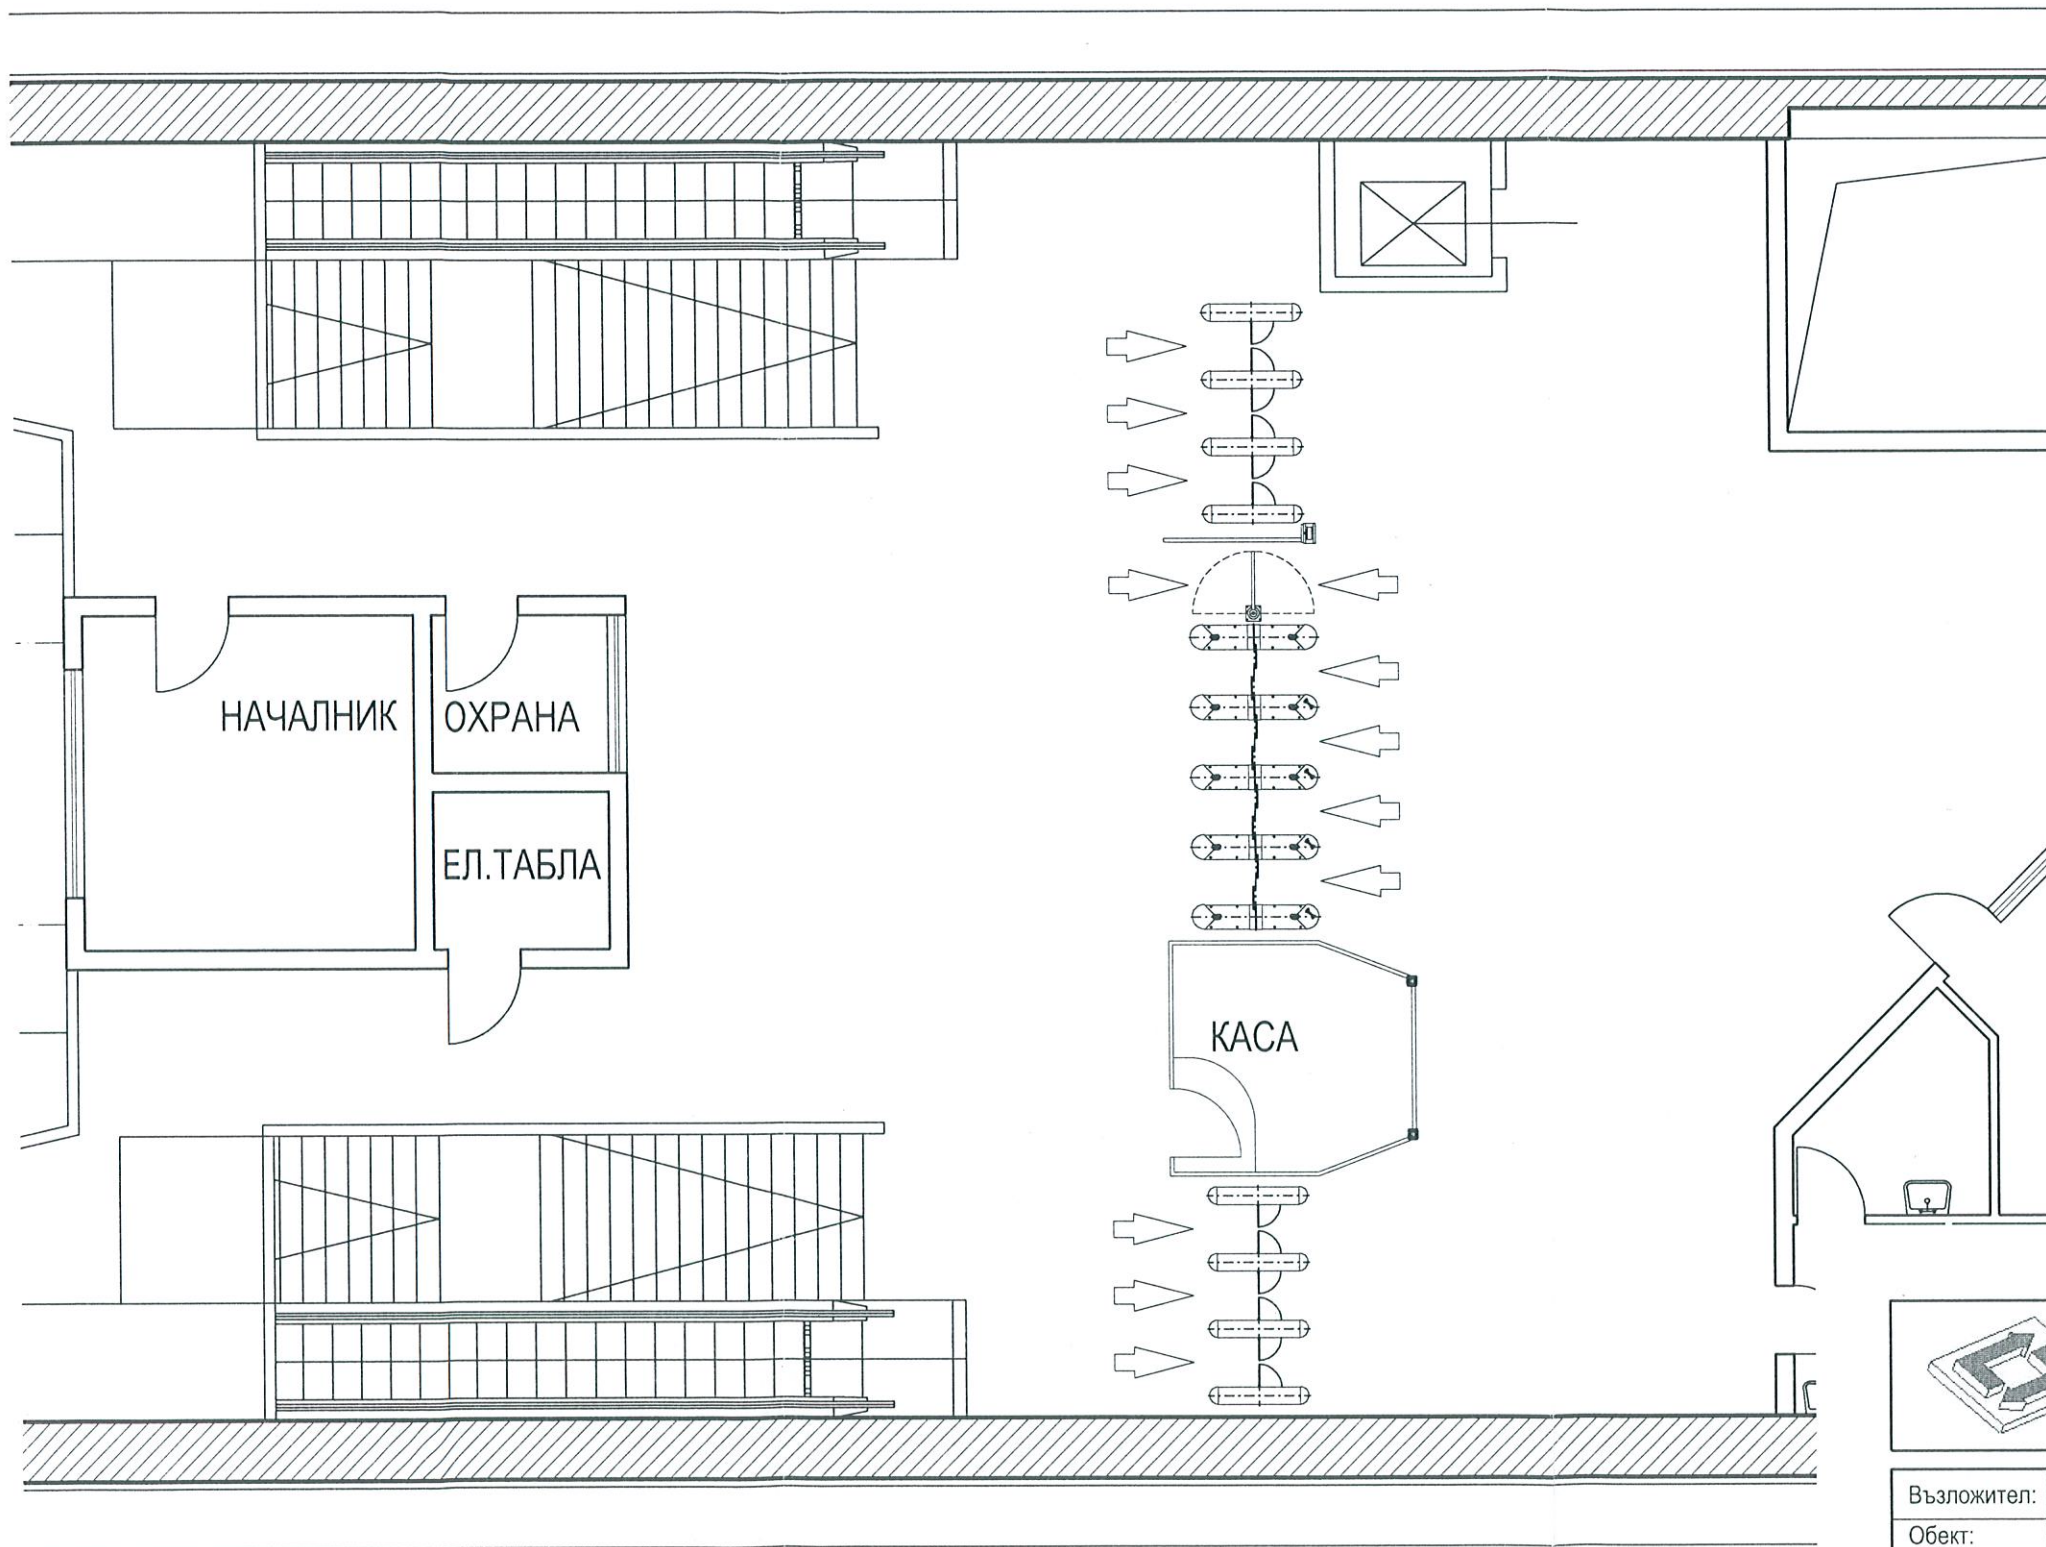 НАЧАЛНИК
ОХРАНА
ЕЛ.ТАБЛА
КАСА
Възложител:
Обект: